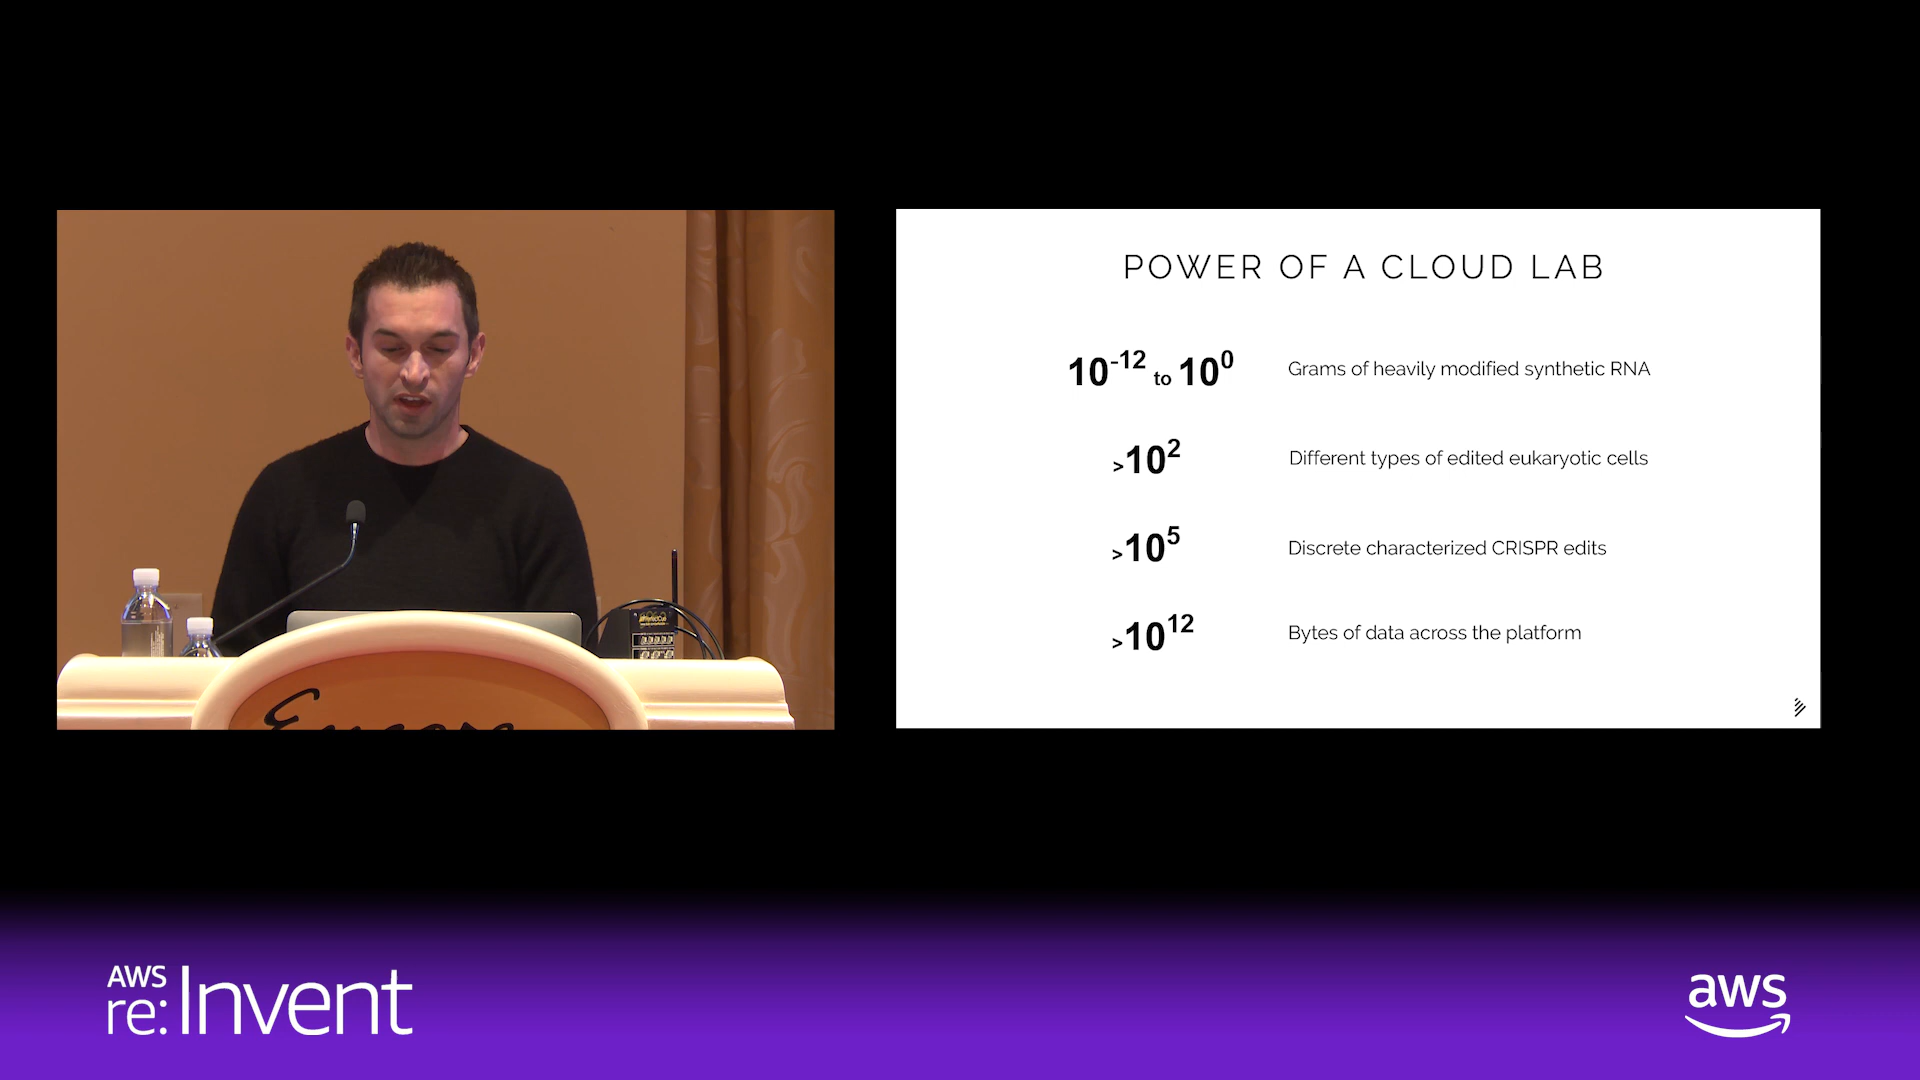 POWER OF A CLOUD LAB
10⁻¹² to 10⁰ Grams of heavily modified synthetic RNA
>10² Different types of edited eukaryotic cells
>10⁵ Discrete characterized CRISPR edits
>10¹² Bytes of data across the platform
Encore
AWS
re:Invent
aws